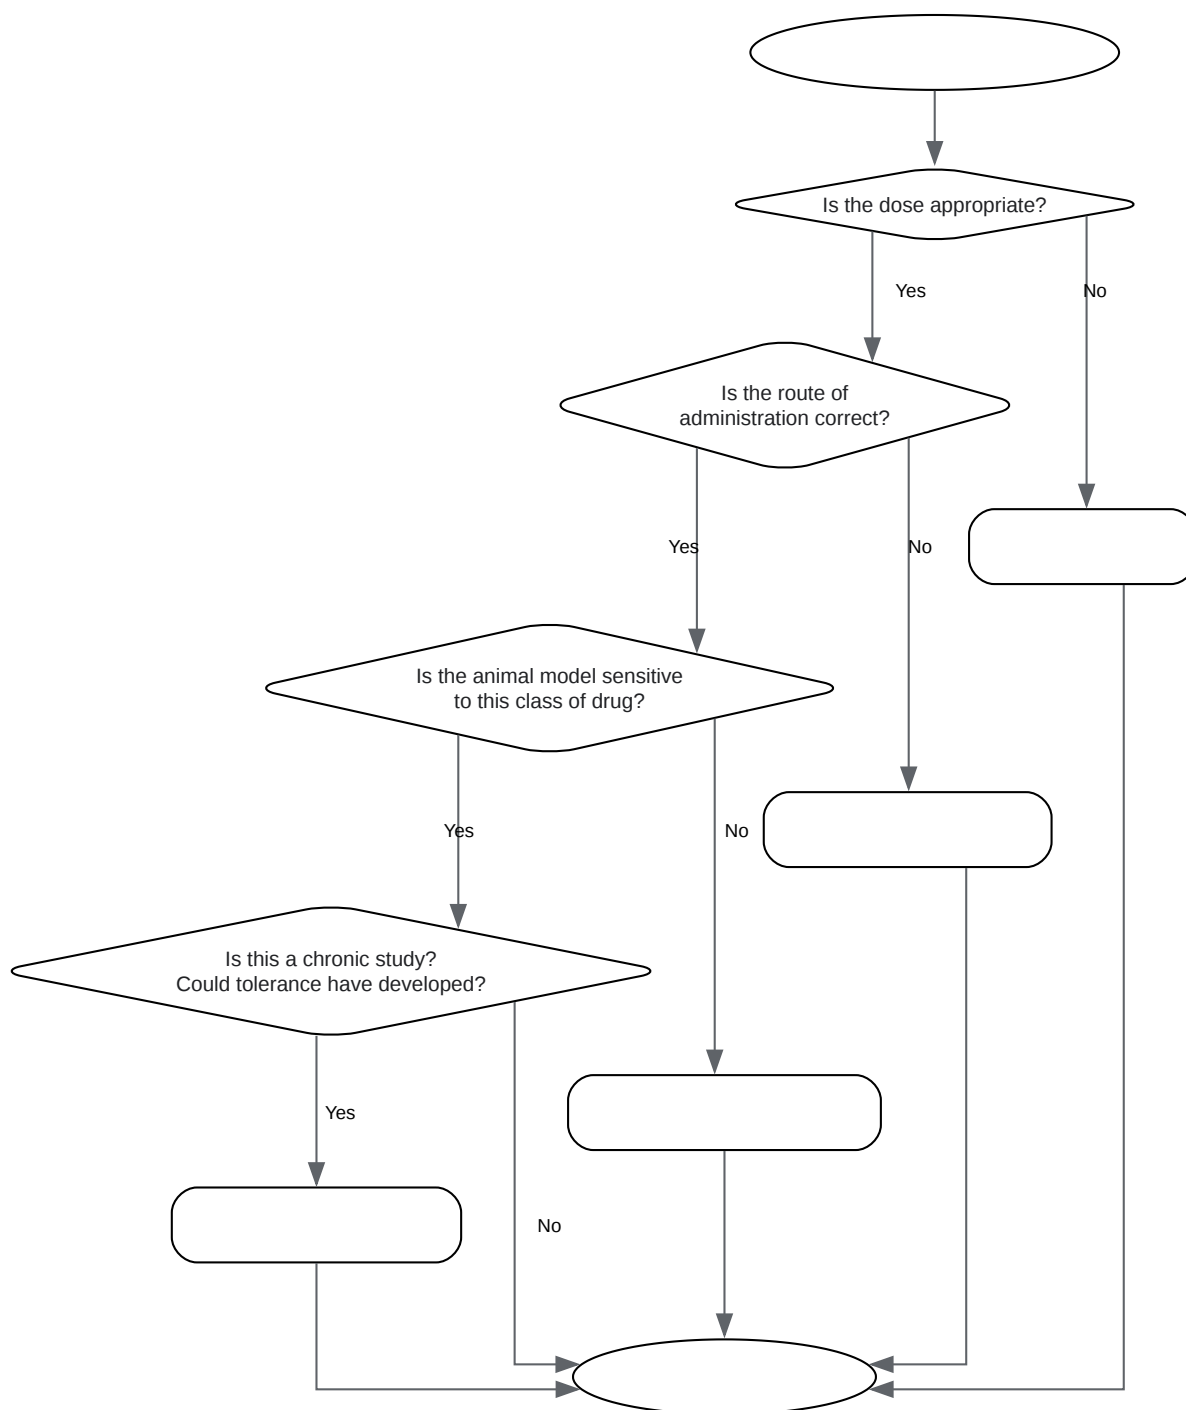 Is the dose appropriate?
Yes
No
Is the route of
administration correct?
Yes
No
Is the animal model sensitive
to this class of drug?
Yes
No
Is this a chronic study?
Could tolerance have developed?
Yes
No